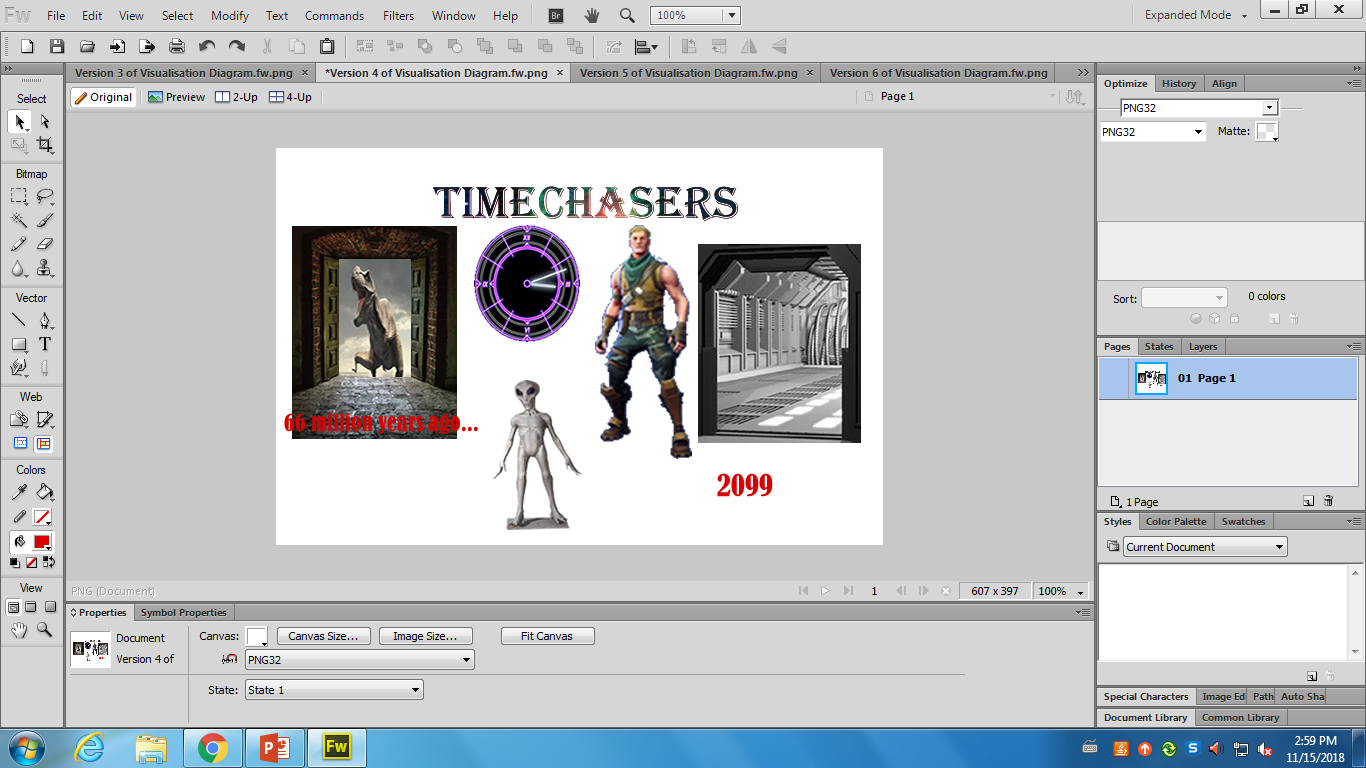 Fw File Edit View Select Modify Text Commands Filters Window Help Br 100% Expanded Mode
Version 3 of Visualisation Diagram.fw.png × *Version 4 of Visualisation Diagram.fw.png × Version 5 of Visualisation Diagram.fw.png × Version 6 of Visualisation Diagram.fw.png
Original Preview 2-Up 4-Up Page 1
Select
Bitmap
Vector
Web
Colors
View
TIMECHASERS
66 million years ago...
2099
PNG (Document) 1 607 x 397 100%
Properties Symbol Properties
Document Canvas: Canvas Size... Image Size... Fit Canvas
Version 4 of PNG32
State: State 1
Optimize History Align
PNG32
PNG32 Matte:
Sort: 0 colors
Pages States Layers
01 Page 1
1 Page
Styles Color Palette Swatches
Current Document
Special Characters Image Ed Path Auto Sha
Document Library Common Library
Fw
2:59 PM
11/15/2018